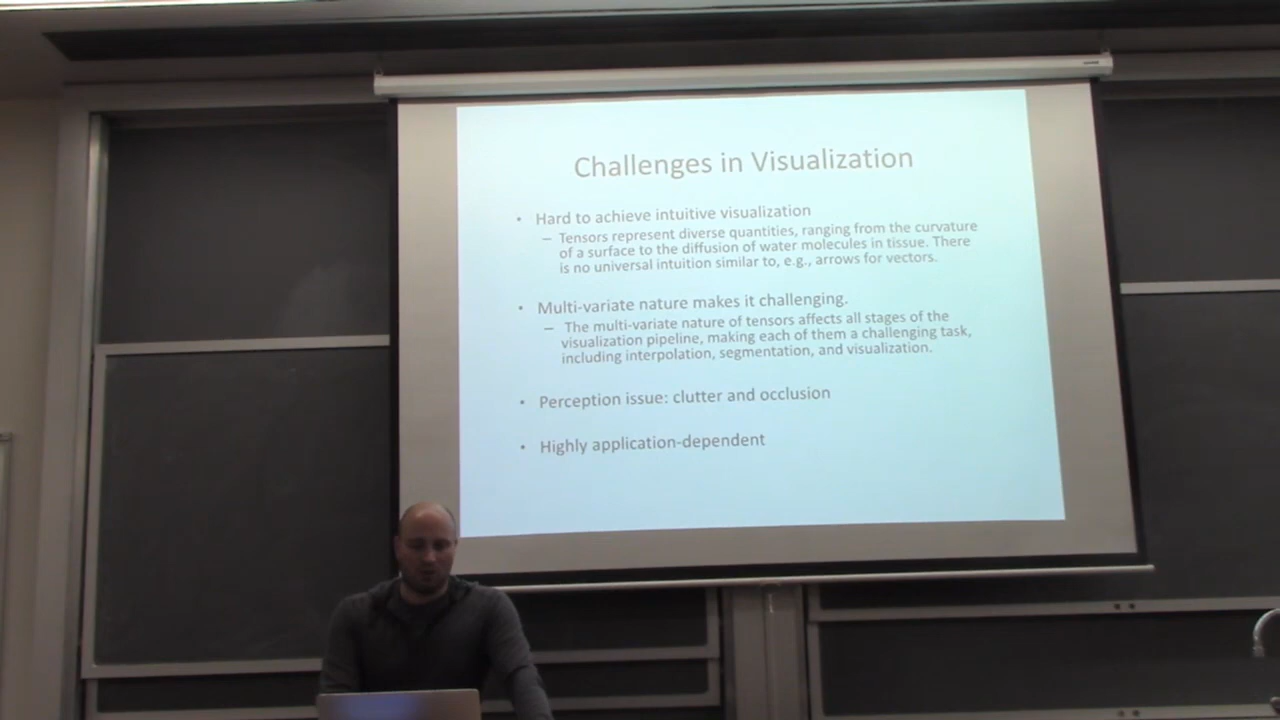 Challenges in Visualization
• Hard to achieve intuitive visualization
– Tensors represent diverse quantities, ranging from the curvature
of a surface to the diffusion of water molecules in tissue. There
is no universal intuition similar to, e.g., arrows for vectors.
• Multi-variate nature makes it challenging.
– The multi-variate nature of tensors affects all stages of the
visualization pipeline, making each of them a challenging task,
including interpolation, segmentation, and visualization.
• Perception issue: clutter and occlusion
• Highly application-dependent